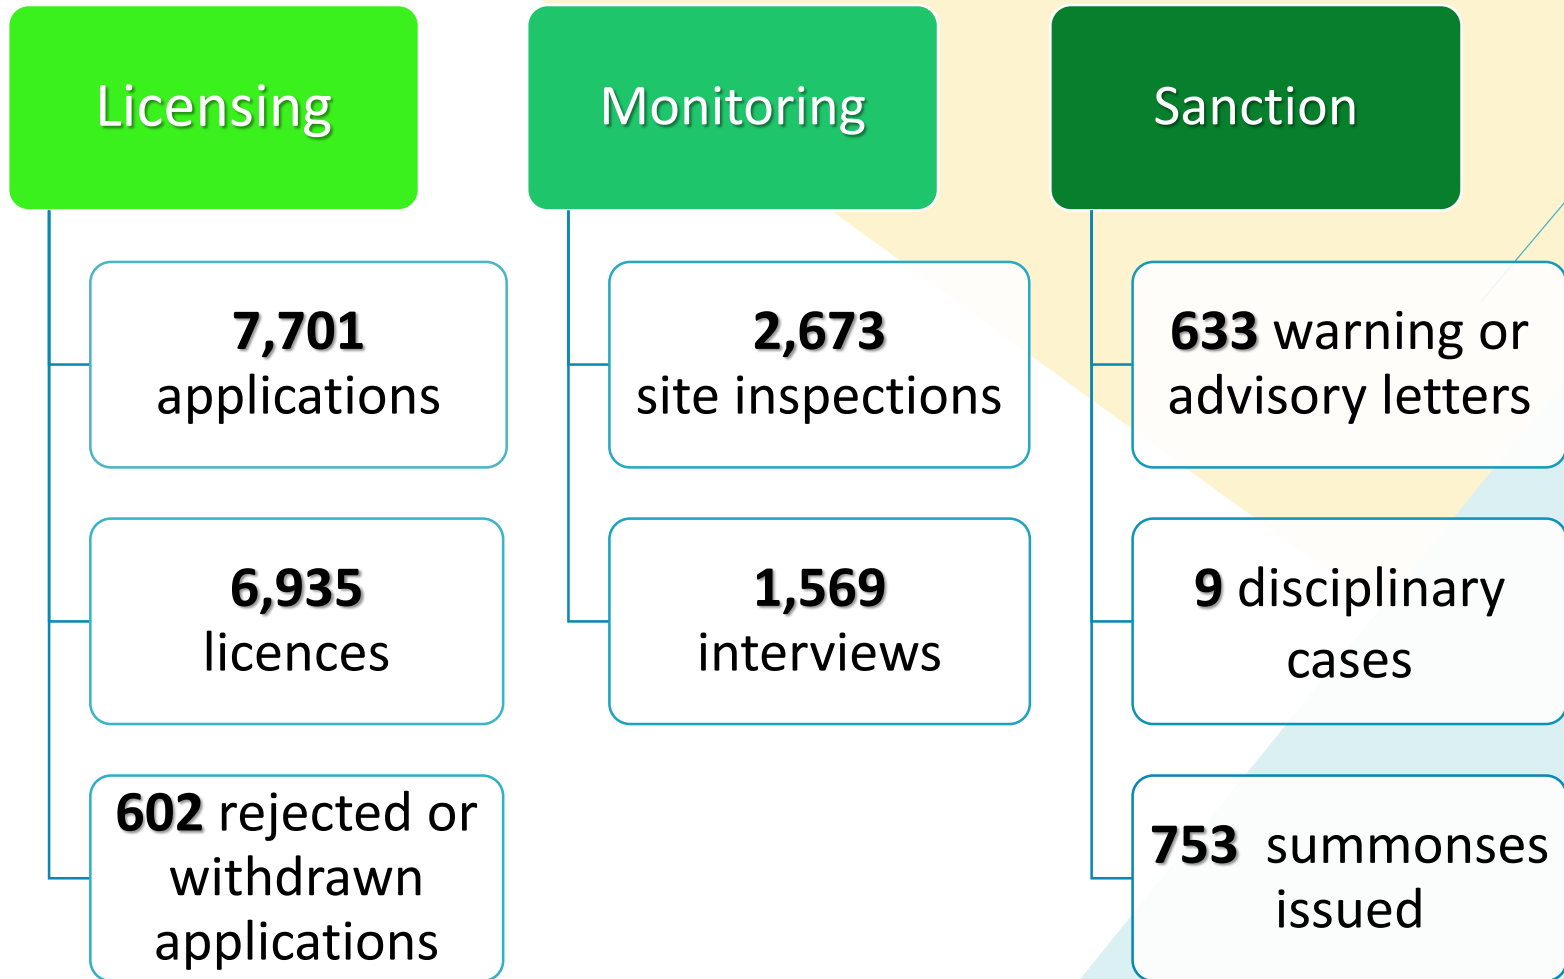 Licensing
7,701
applications
6,935
licences
602 rejected or
withdrawn
applications
Monitoring
2,673
site inspections
1,569
interviews
Sanction
633 warning or
advisory letters
9 disciplinary
cases
753 summonses
issued